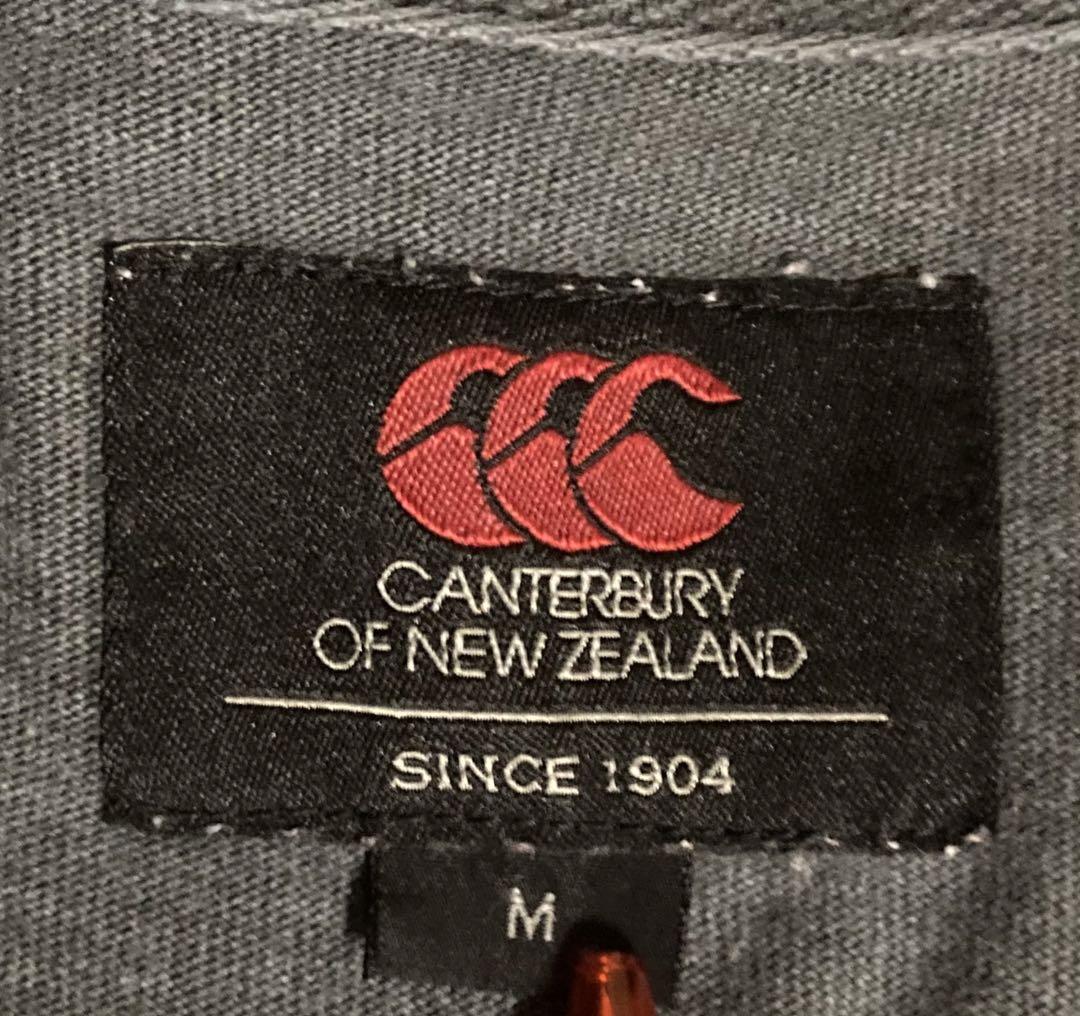 CANTERBURY
OF NEW ZEALAND
SINCE 1904
M